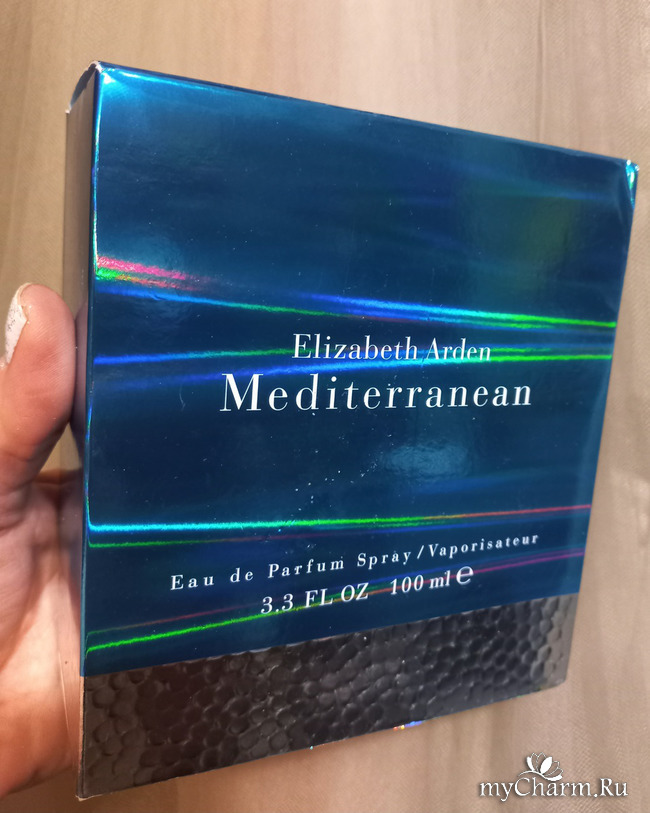 Elizabeth Arden
Mediterranean
Eau de Parfum Spray/Vaporisateur
3.3 FL OZ 100 ml ℮
myCharm.Ru